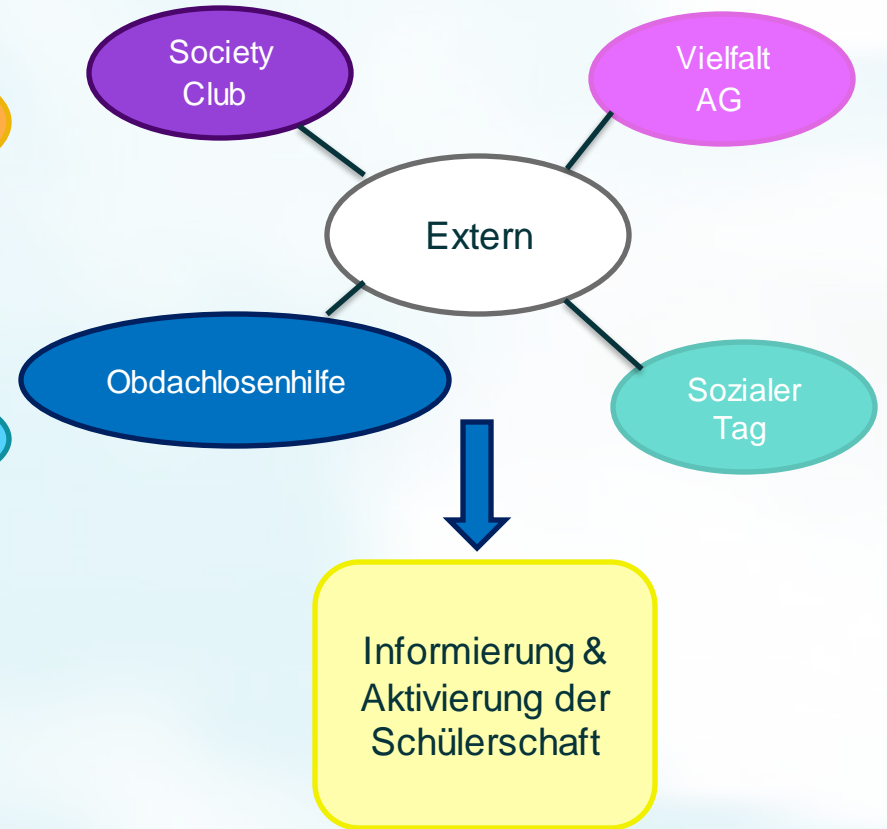 Society
Club
Vielfalt
AG
Extern
Obdachlosenhilfe
Sozialer
Tag
Informierung &
Aktivierung der
Schülerschaft